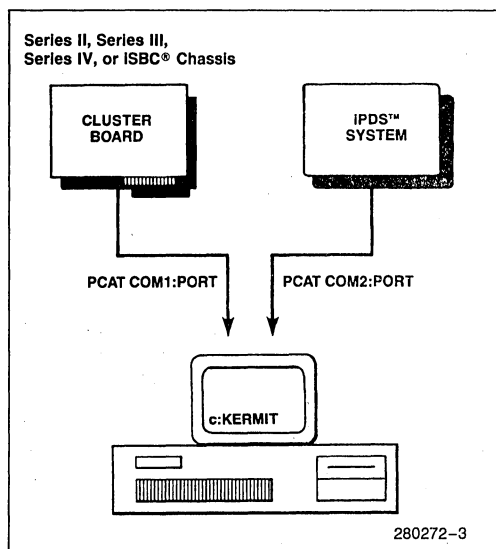 Series II, Series III,
Series IV, or iSBC® Chassis
CLUSTER
BOARD
iPDS™
SYSTEM
PCAT COM1:PORT
PCAT COM2:PORT
c:KERMIT
280272–3